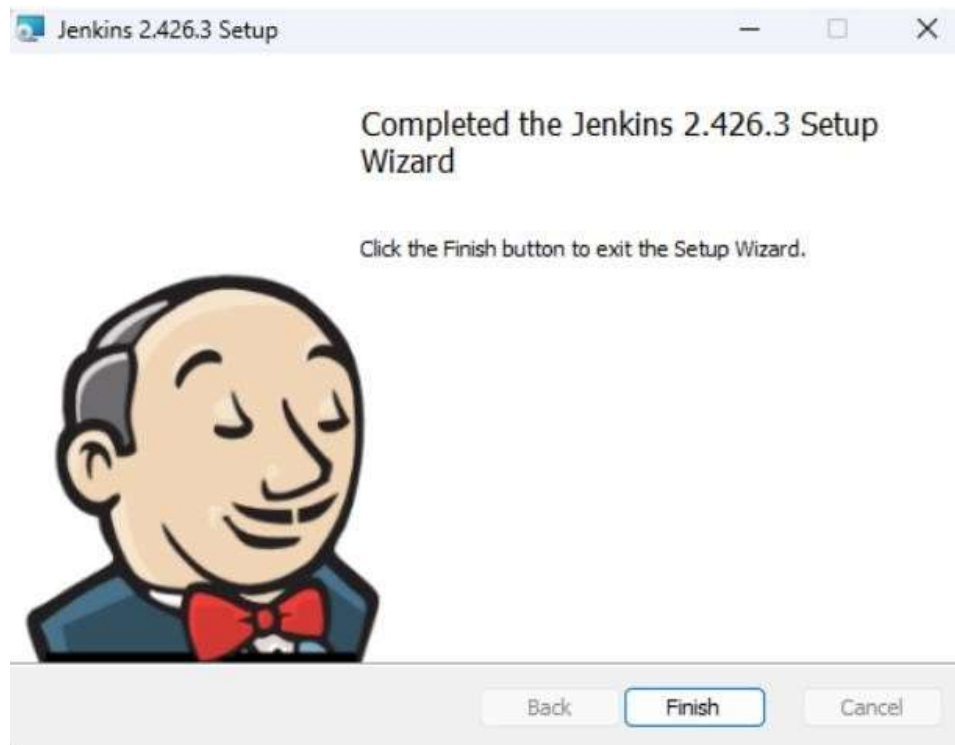 Jenkins 2.426.3 Setup
Completed the Jenkins 2.426.3 Setup
Wizard
Click the Finish button to exit the Setup Wizard.
Back Finish Cancel